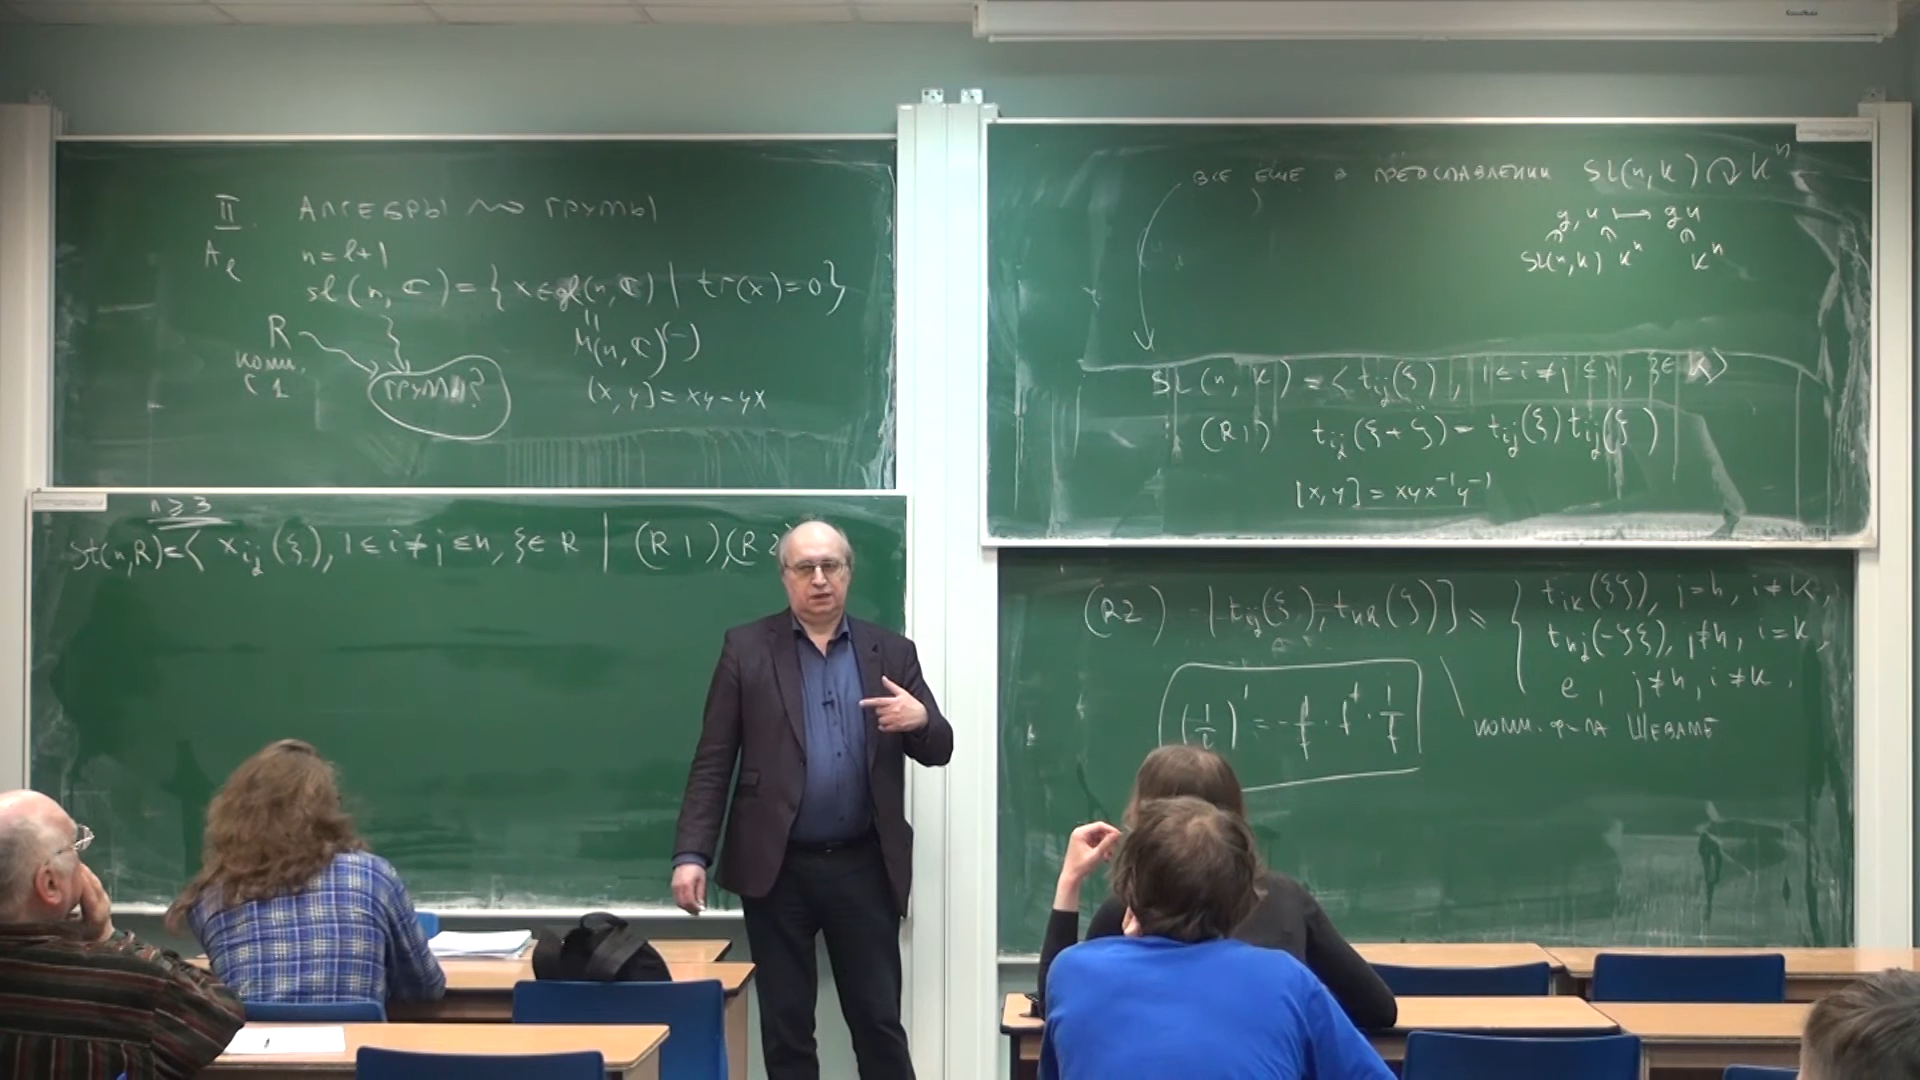 II. АЛГЕБРЫ ⇝ ГРУППЫ
A_ℓ n=ℓ+1
sl(n, ℂ) = { x ∈ gl(n, ℂ) | tr(x)=0 }
R
M(n, ℂ)^(-)
комм.
с 1
ГРУППЫ?
[x, y] = xy - yx
n ≥ 3
St(n,R) = < x_ij(ξ), 1 ≤ i ≠ j ≤ n, ξ ∈ R | (R1),(R2
ВСЕ ЕЩЕ В ПРЕДСТАВЛЕНИИ SL(n, K) ↷ K^n
g, u ↦ gu
SL(n,K) K^n K^n
SL(n, K) = < t_ij(ξ), 1 ≤ i ≠ j ≤ n, ξ ∈ K >
(R1) t_ij(ξ+ζ) = t_ij(ξ) t_ij(ζ)
[x,y] = xyx⁻¹y⁻¹
(R2) [t_ij(ξ), t_hk(ζ)] = { t_ik(ξζ), j=h, i≠k,
t_hj(-ζξ), j≠h, i=k,
e, j≠h, i≠k.
(1/f)' = -1/f · f' · 1/f
комм. ф-ла ШЕВАЛЛЕ